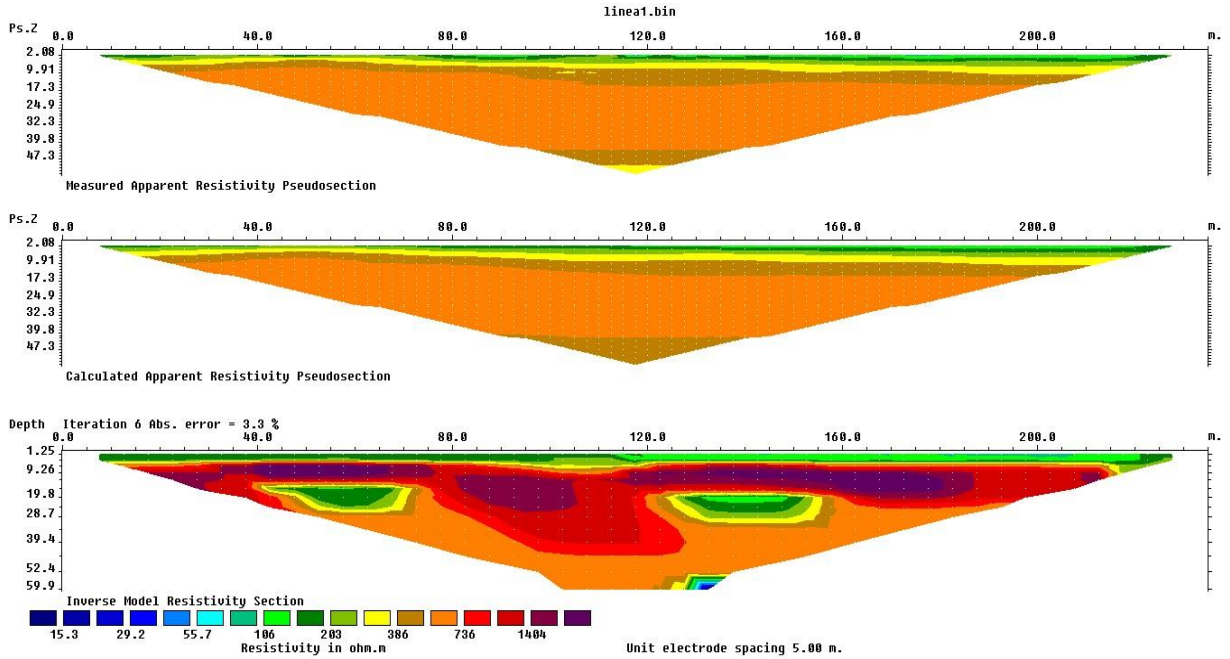 linea1.bin
Ps.Z 0.0 40.0 80.0 120.0 160.0 200.0 m.
2.08
9.91
17.3
24.9
32.3
39.8
47.3
Measured Apparent Resistivity Pseudosection
Ps.Z 0.0 40.0 80.0 120.0 160.0 200.0 m.
2.08
9.91
17.3
24.9
32.3
39.8
47.3
Calculated Apparent Resistivity Pseudosection
Depth Iteration 6 Abs. error = 3.3 %
0.0 40.0 80.0 120.0 160.0 200.0 m.
1.25
9.26
19.8
28.7
39.4
52.4
59.9
Inverse Model Resistivity Section
15.3 29.2 55.7 106 203 386 736 1404
Resistivity in ohm.m Unit electrode spacing 5.00 m.